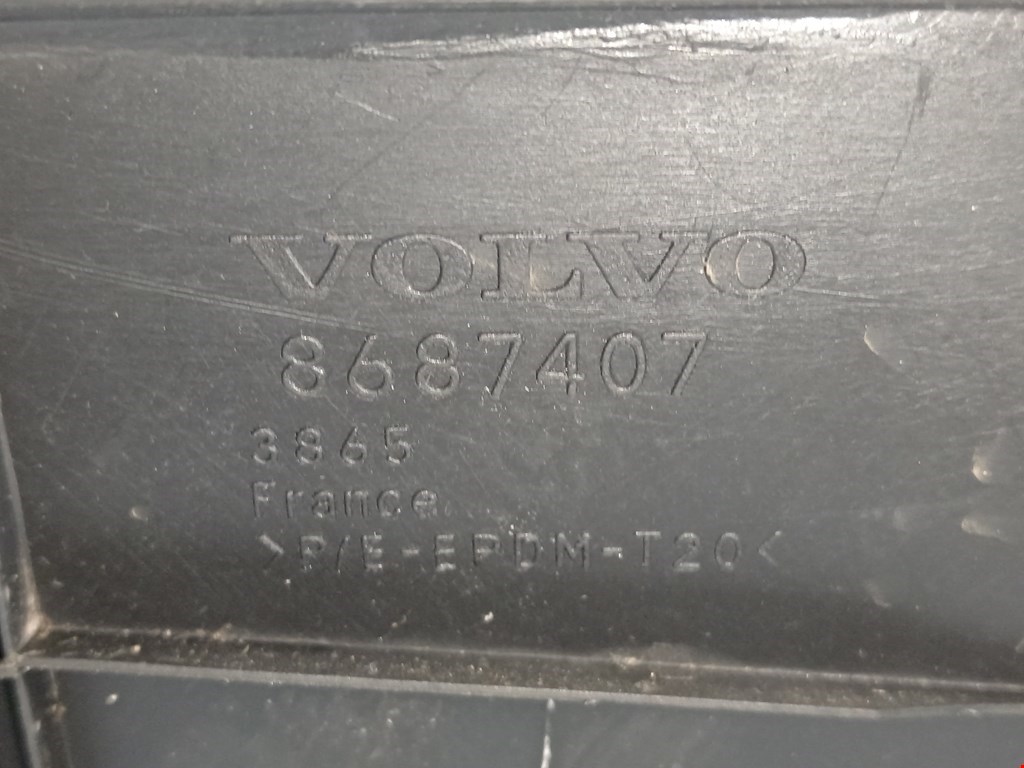 VOLVO
8687407
3865
France
>P/E-EPDM-T20<